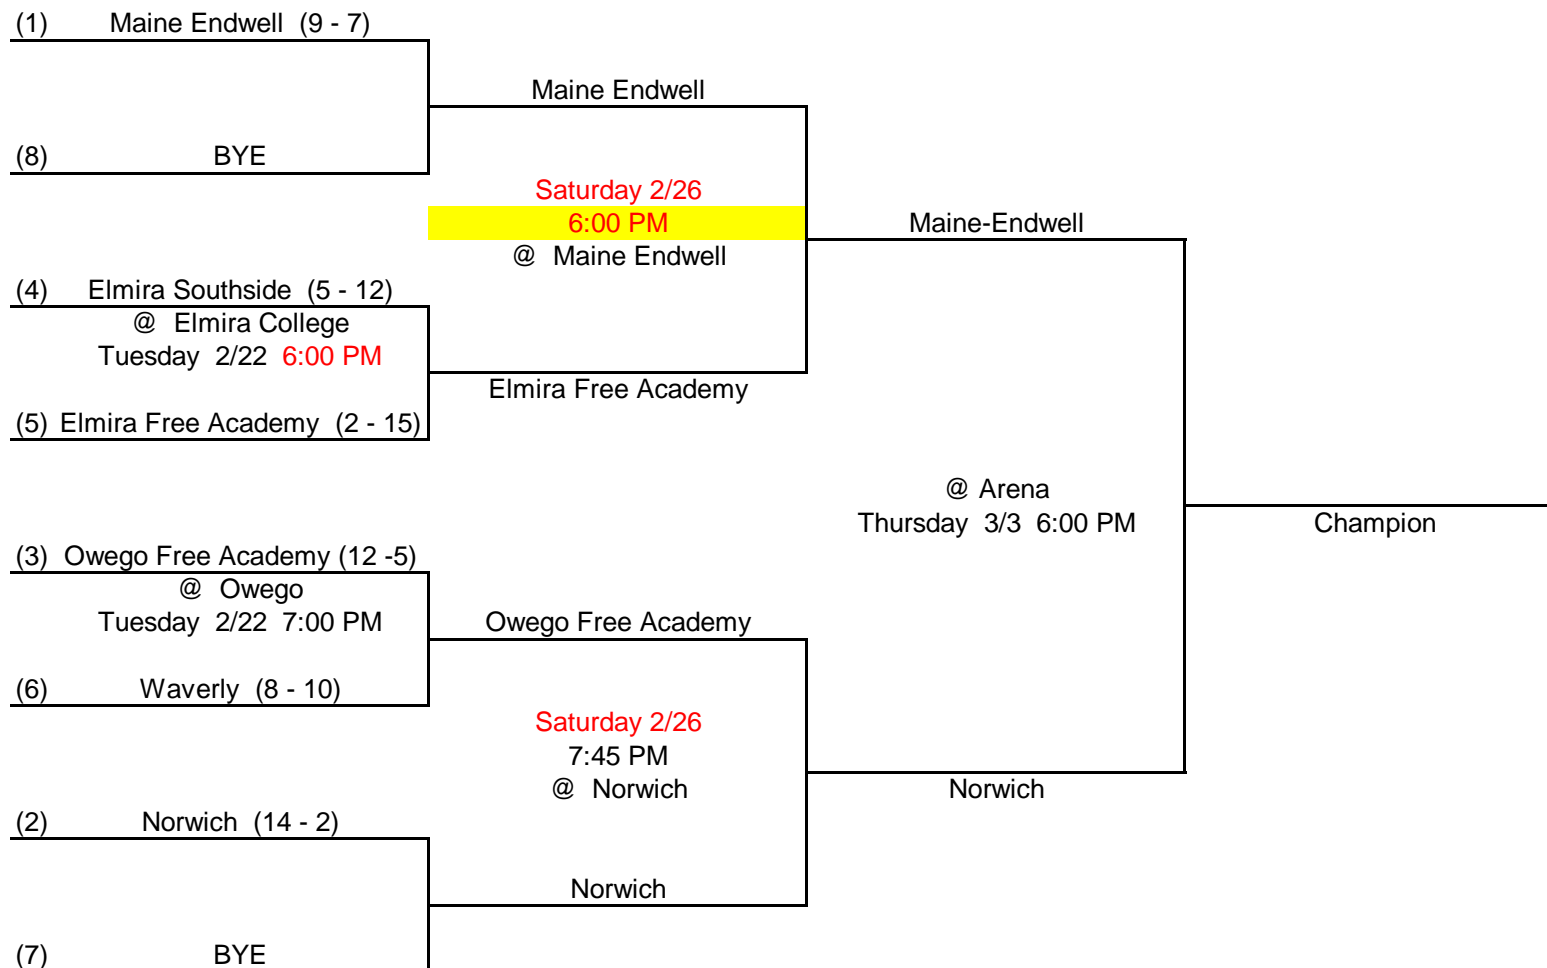 (1) Maine Endwell (9 - 7)
Maine Endwell
(8) BYE
Saturday 2/26
6:00 PM
Maine-Endwell
@ Maine Endwell
(4) Elmira Southside (5 - 12)
@ Elmira College
Tuesday 2/22 6:00 PM
Elmira Free Academy
(5) Elmira Free Academy (2 - 15)
@ Arena
Thursday 3/3 6:00 PM
Champion
(3) Owego Free Academy (12 -5)
@ Owego
Tuesday 2/22 7:00 PM
Owego Free Academy
(6) Waverly (8 - 10)
Saturday 2/26
7:45 PM
@ Norwich
Norwich
(2) Norwich (14 - 2)
Norwich
(7) BYE